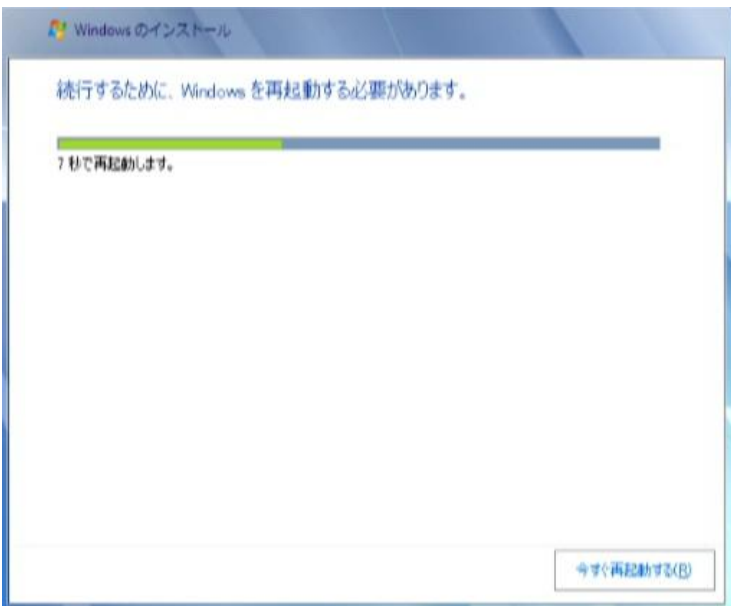 Windows のインストール
続行するために、Windows を再起動する必要があります。
7 秒で再起動します。
今すぐ再起動する(R)